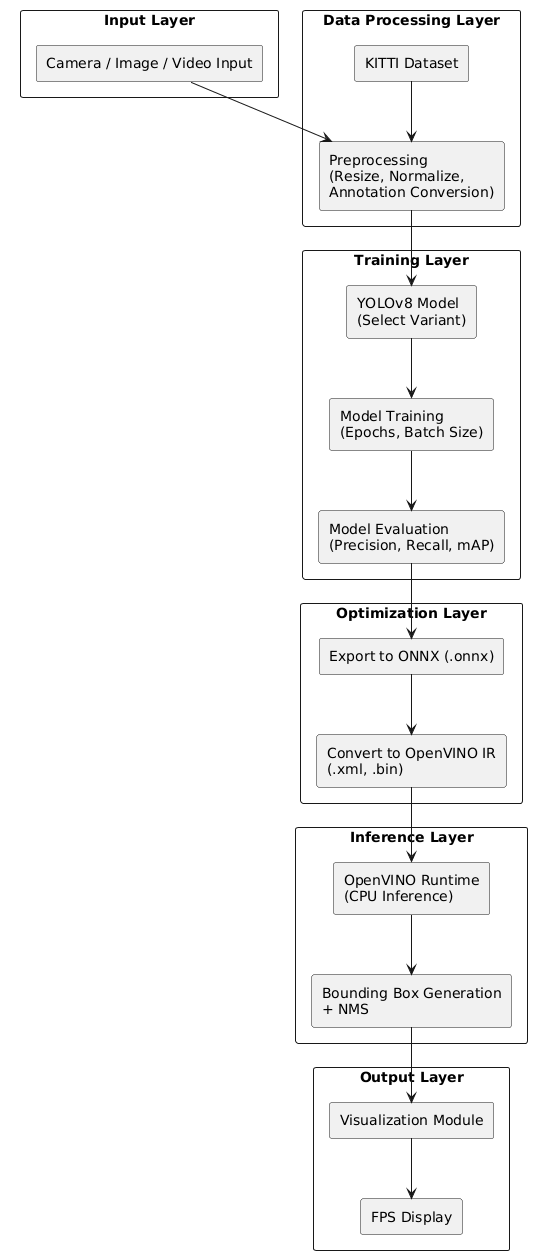 Input Layer
Camera / Image / Video Input
Data Processing Layer
KITTI Dataset
Preprocessing
(Resize, Normalize,
Annotation Conversion)
Training Layer
YOLOv8 Model
(Select Variant)
Model Training
(Epochs, Batch Size)
Model Evaluation
(Precision, Recall, mAP)
Optimization Layer
Export to ONNX (.onnx)
Convert to OpenVINO IR
(.xml, .bin)
Inference Layer
OpenVINO Runtime
(CPU Inference)
Bounding Box Generation
+ NMS
Output Layer
Visualization Module
FPS Display